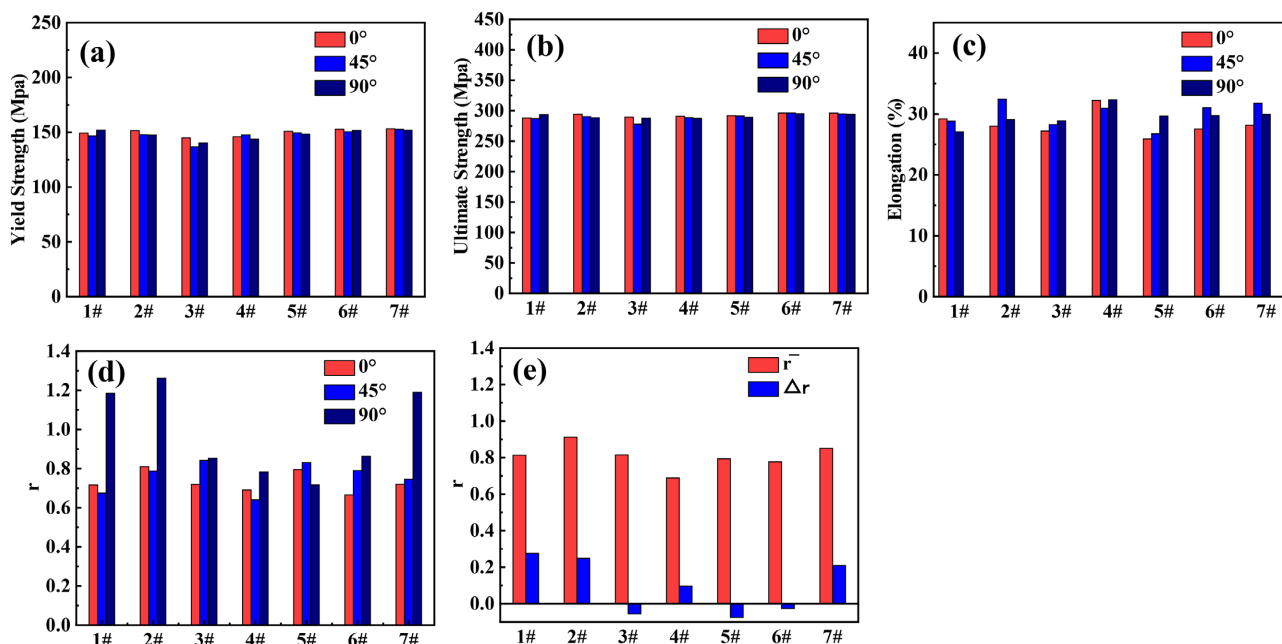 (a)
0°
45°
90°
Yield Strength (Mpa)
250
200
150
100
50
0
1# 2# 3# 4# 5# 6# 7#
(b)
0°
45°
90°
Ultimate Strength (Mpa)
450
400
350
300
250
200
150
100
50
0
1# 2# 3# 4# 5# 6# 7#
(c)
0°
45°
90°
Elongation (%)
40
30
20
10
0
1# 2# 3# 4# 5# 6# 7#
(d)
0°
45°
90°
r
1.4
1.2
1.0
0.8
0.6
0.4
0.2
0.0
1# 2# 3# 4# 5# 6# 7#
(e)
r̄
△r
r
1.4
1.2
1.0
0.8
0.6
0.4
0.2
0.0
1# 2# 3# 4# 5# 6# 7#